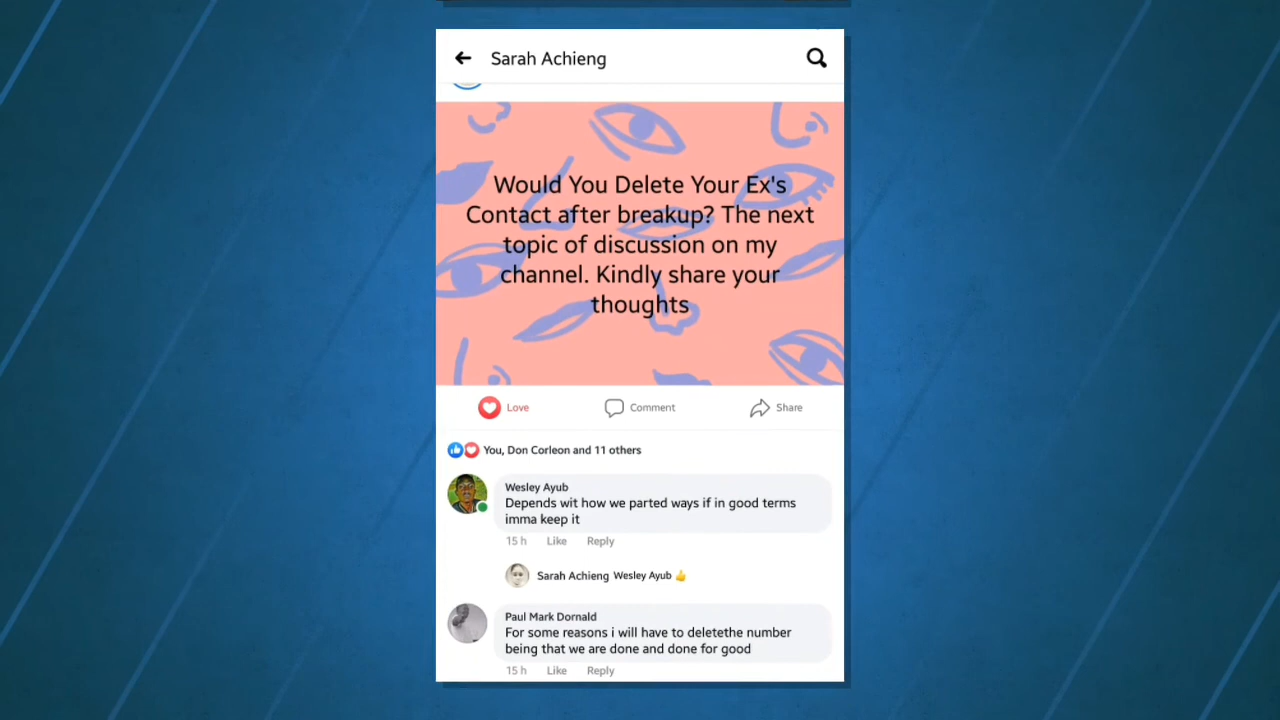 Sarah Achieng
Would You Delete Your Ex's
Contact after breakup? The next
topic of discussion on my
channel. Kindly share your
thoughts
Love
Comment
Share
You, Don Corleon and 11 others
Wesley Ayub
Depends wit how we parted ways if in good terms
imma keep it
15 h Like Reply
Sarah Achieng Wesley Ayub 👍
Paul Mark Dornald
For some reasons i will have to deletethe number
being that we are done and done for good
15 h Like Reply